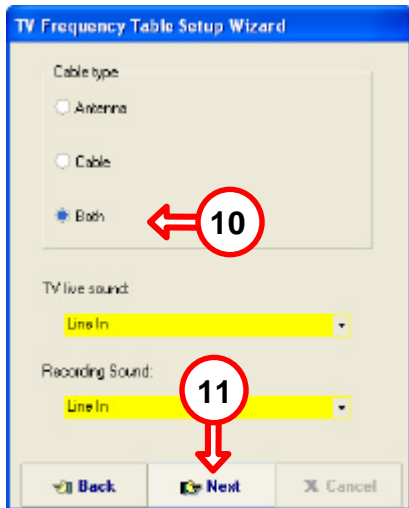 TV Frequency Table Setup Wizard
Cable type
Antenna
Cable
Both
10
TV live sound:
Line In
Recording Sound:
Line In
11
Back Next X Cancel